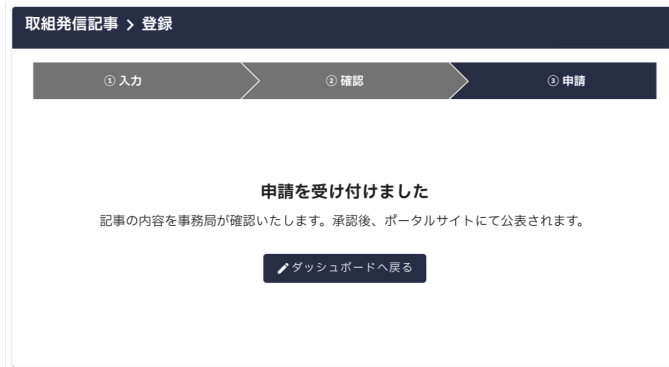 取組発信記事 > 登録
① 入力
② 確認
③ 申請
申請を受け付けました
記事の内容を事務局が確認いたします。承認後、ポータルサイトにて公表されます。
ダッシュボードへ戻る